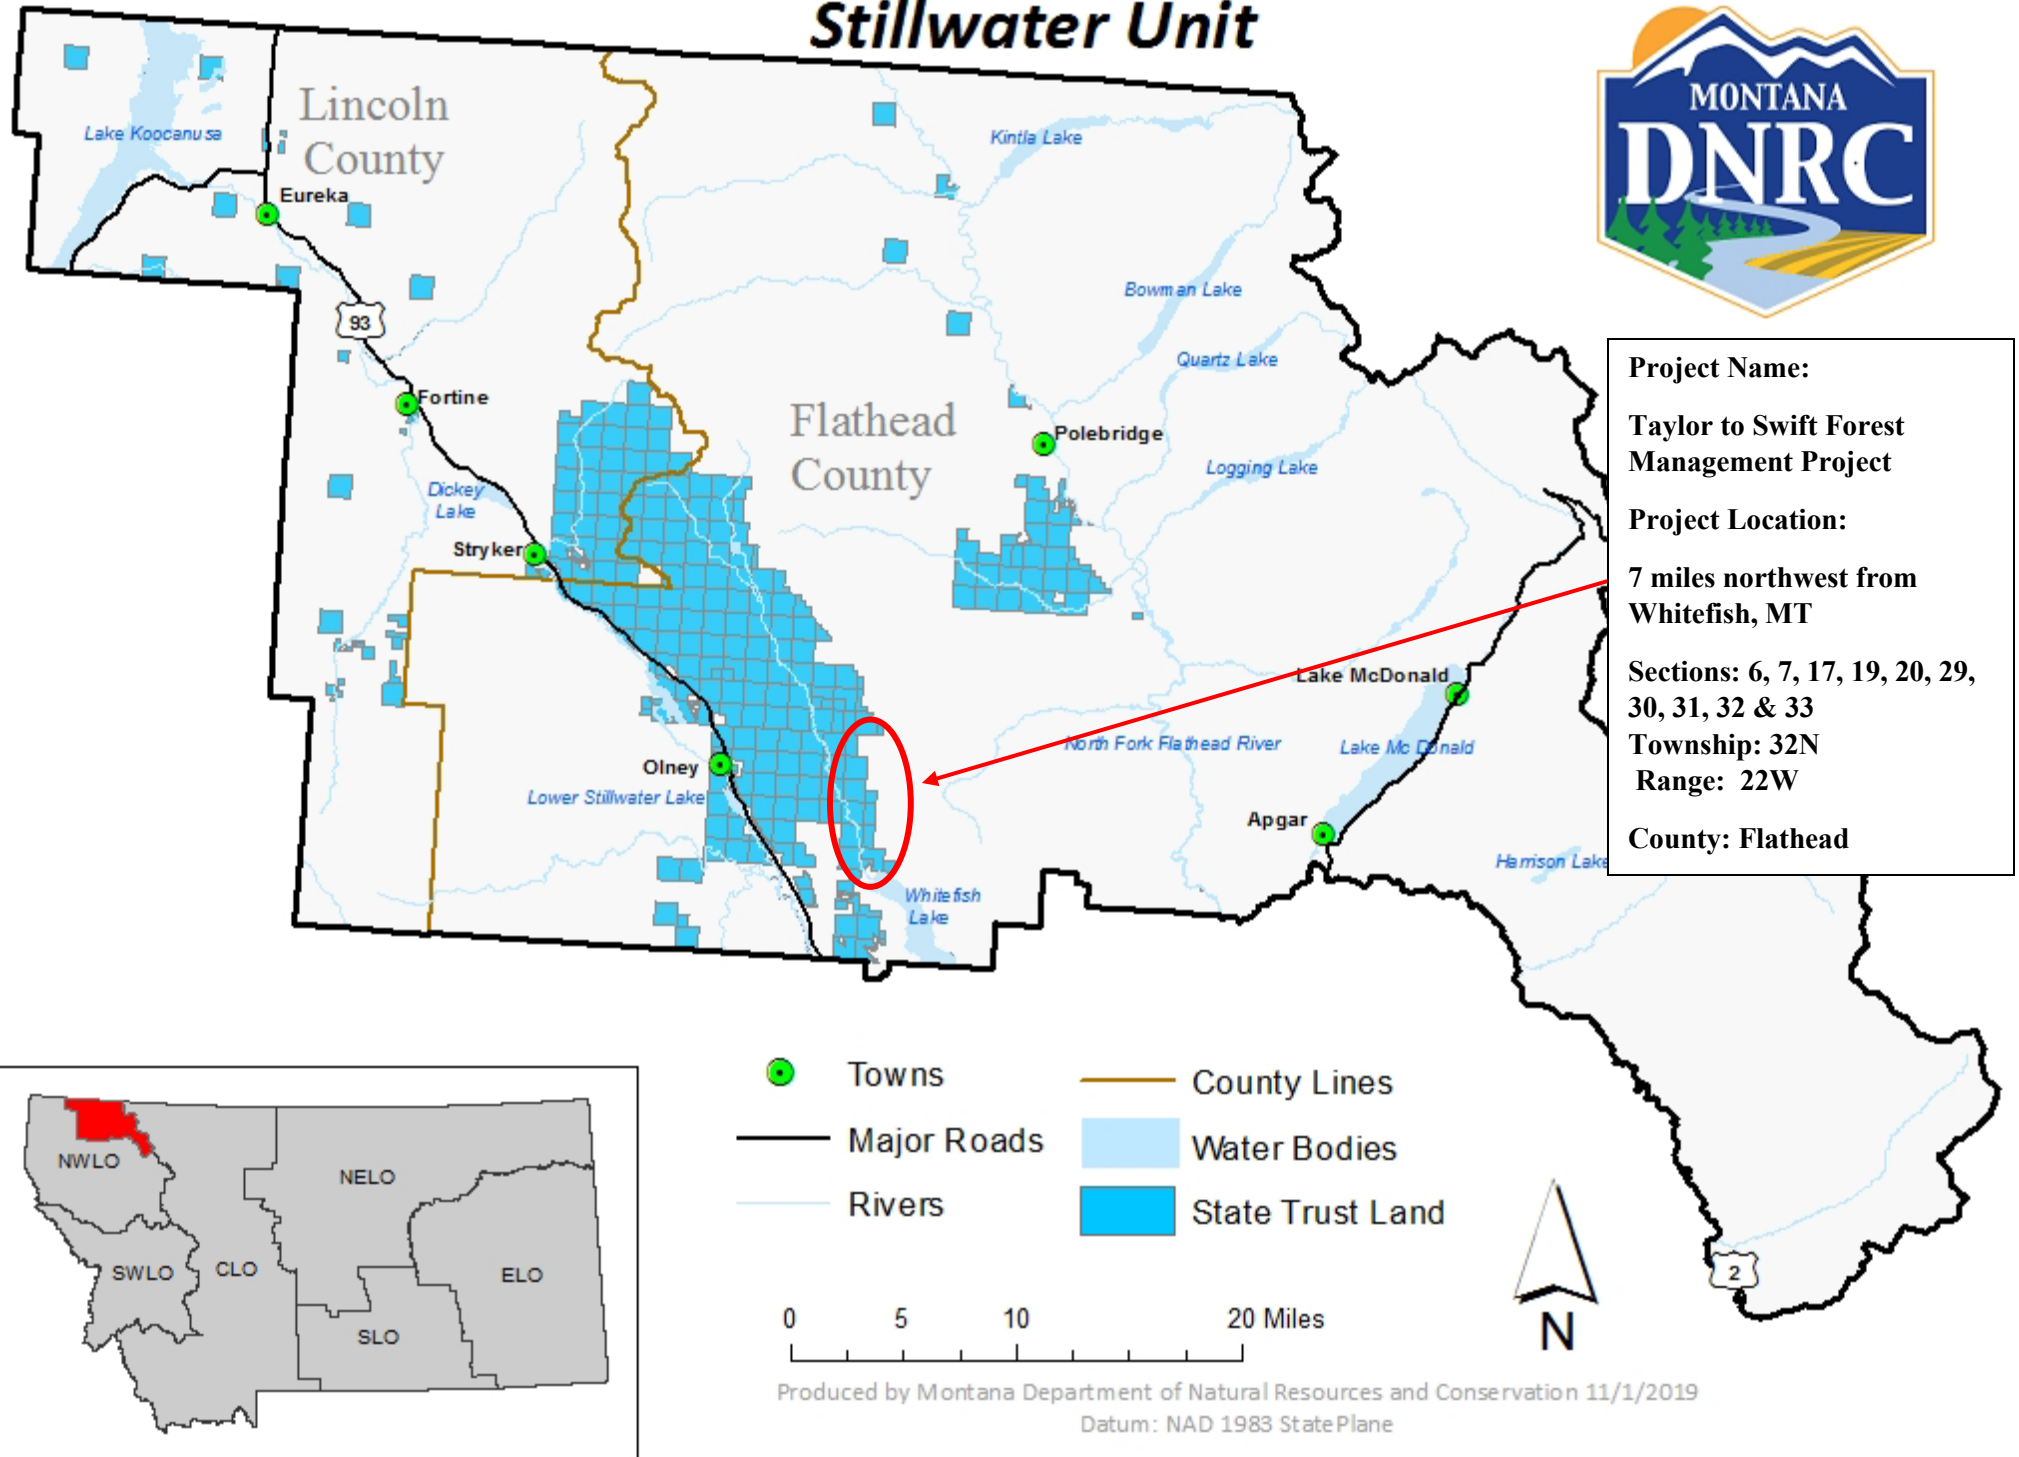 Stillwater Unit
MONTANA
DNRC
Lincoln
County
Lake Koocanusa
Eureka
Kintla Lake
Bowman Lake
93
Quartz Lake
Fortine
Flathead
County
Polebridge
Logging Lake
Dickey
Lake
Stryker
Lake McDonald
North Fork Flathead River
Lake Mc Donald
Olney
Lower Stillwater Lake
Apgar
Harrison Lake
Whitefish
Lake
Project Name:
Taylor to Swift Forest
Management Project
Project Location:
7 miles northwest from
Whitefish, MT
Sections: 6, 7, 17, 19, 20, 29,
30, 31, 32 & 33
Township: 32N
Range: 22W
County: Flathead
2
Towns
Major Roads
Rivers
County Lines
Water Bodies
State Trust Land
N
0 5 10 20 Miles
Produced by Montana Department of Natural Resources and Conservation 11/1/2019
Datum: NAD 1983 StatePlane
NWLO
NELO
SWLO
CLO
ELO
SLO